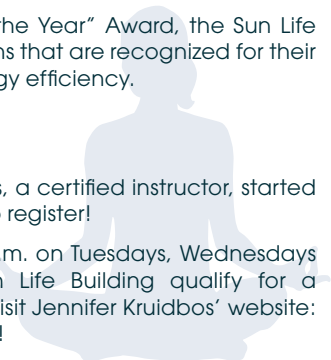 the Year” Award, the Sun Life
ns that are recognized for their
gy efficiency.
s, a certified instructor, started
register!
.m. on Tuesdays, Wednesdays
Life Building qualify for a
isit Jennifer Kruidbos’ website:
!